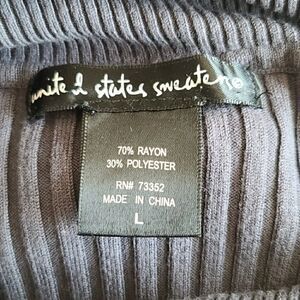 united states sweaters®
70% RAYON
30% POLYESTER
RN# 73352
MADE IN CHINA
L